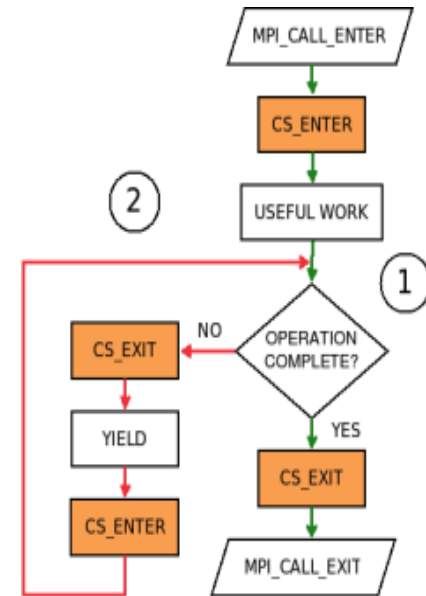 MPI_CALL_ENTER
CS_ENTER
USEFUL WORK
2
1
OPERATION
COMPLETE?
NO
CS_EXIT
YIELD
CS_ENTER
YES
CS_EXIT
MPI_CALL_EXIT